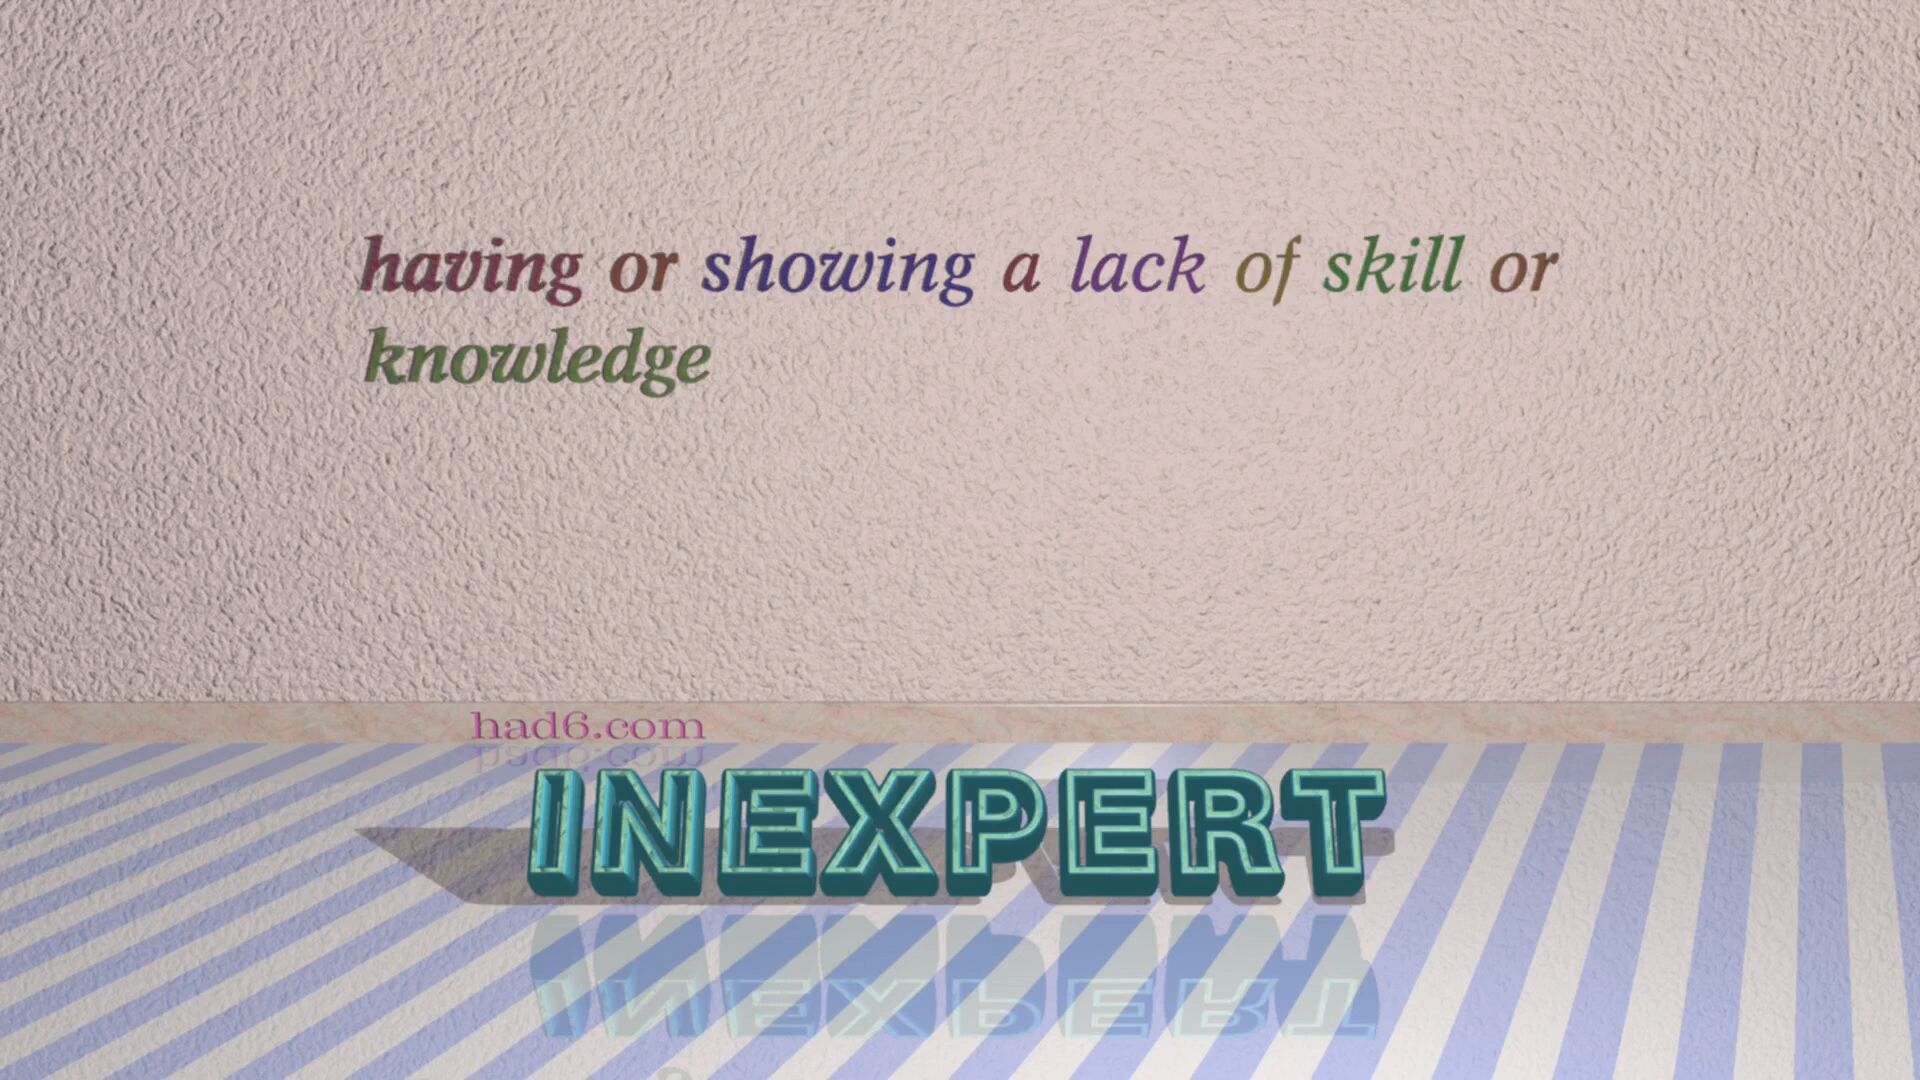 having or showing a lack of skill or
knowledge
had6.com
INEXPERT